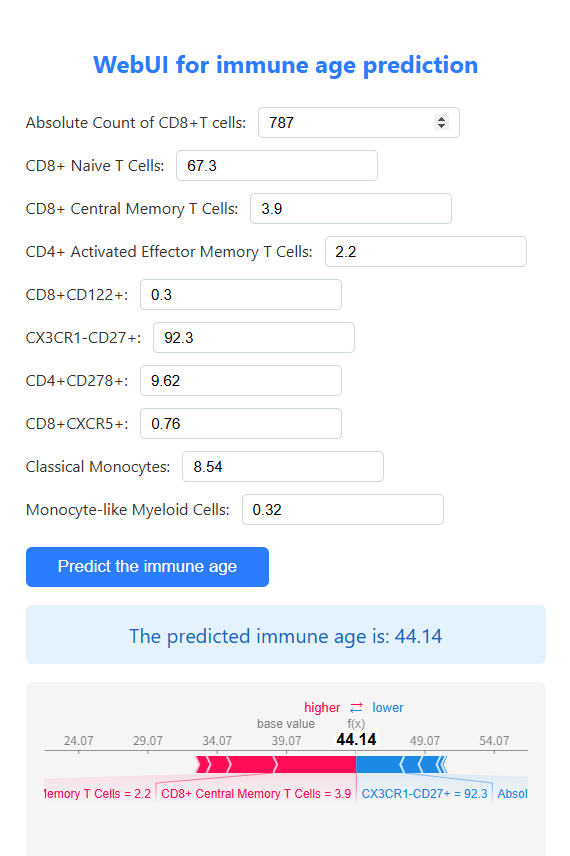 WebUI for immune age prediction
Absolute Count of CD8+T cells: 787
CD8+ Naive T Cells: 67.3
CD8+ Central Memory T Cells: 3.9
CD4+ Activated Effector Memory T Cells: 2.2
CD8+CD122+: 0.3
CX3CR1-CD27+: 92.3
CD4+CD278+: 9.62
CD8+CXCR5+: 0.76
Classical Monocytes: 8.54
Monocyte-like Myeloid Cells: 0.32
Predict the immune age
The predicted immune age is: 44.14
higher ⇄ lower
base value f(x)
24.07 29.07 34.07 39.07 44.14 49.07 54.07
Memory T Cells = 2.2 CD8+ Central Memory T Cells = 3.9 CX3CR1-CD27+ = 92.3 Absol